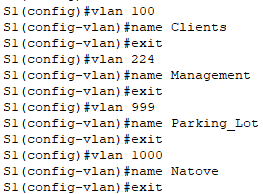 S1(config)#vlan 100
S1(config-vlan)#name Clients
S1(config-vlan)#exit
S1(config)#vlan 224
S1(config-vlan)#name Management
S1(config-vlan)#exit
S1(config)#vlan 999
S1(config-vlan)#name Parking_Lot
S1(config-vlan)#exit
S1(config)#vlan 1000
S1(config-vlan)#name Natove
S1(config-vlan)#exit